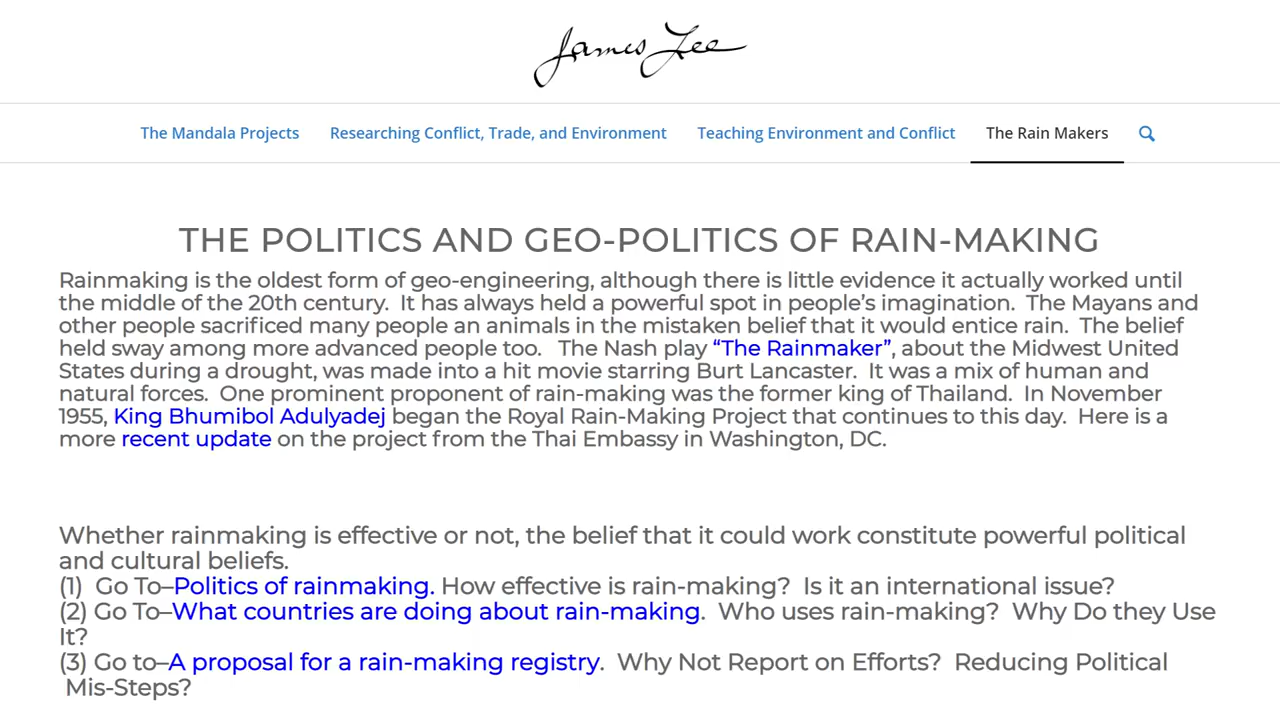 James Lee
The Mandala Projects
Researching Conflict, Trade, and Environment
Teaching Environment and Conflict
The Rain Makers
THE POLITICS AND GEO-POLITICS OF RAIN-MAKING
Rainmaking is the oldest form of geo-engineering, although there is little evidence it actually worked until
the middle of the 20th century.  It has always held a powerful spot in people’s imagination.  The Mayans and
other people sacrificed many people an animals in the mistaken belief that it would entice rain.  The belief
held sway among more advanced people too.   The Nash play “The Rainmaker”, about the Midwest United
States during a drought, was made into a hit movie starring Burt Lancaster.  It was a mix of human and
natural forces.  One prominent proponent of rain-making was the former king of Thailand.  In November
1955, King Bhumibol Adulyadej began the Royal Rain-Making Project that continues to this day.  Here is a
more recent update on the project from the Thai Embassy in Washington, DC.
Whether rainmaking is effective or not, the belief that it could work constitute powerful political
and cultural beliefs.
(1)  Go To–Politics of rainmaking. How effective is rain-making?  Is it an international issue?
(2) Go To–What countries are doing about rain-making.  Who uses rain-making?  Why Do they Use
It?
(3) Go to–A proposal for a rain-making registry.  Why Not Report on Efforts?  Reducing Political
Mis-Steps?